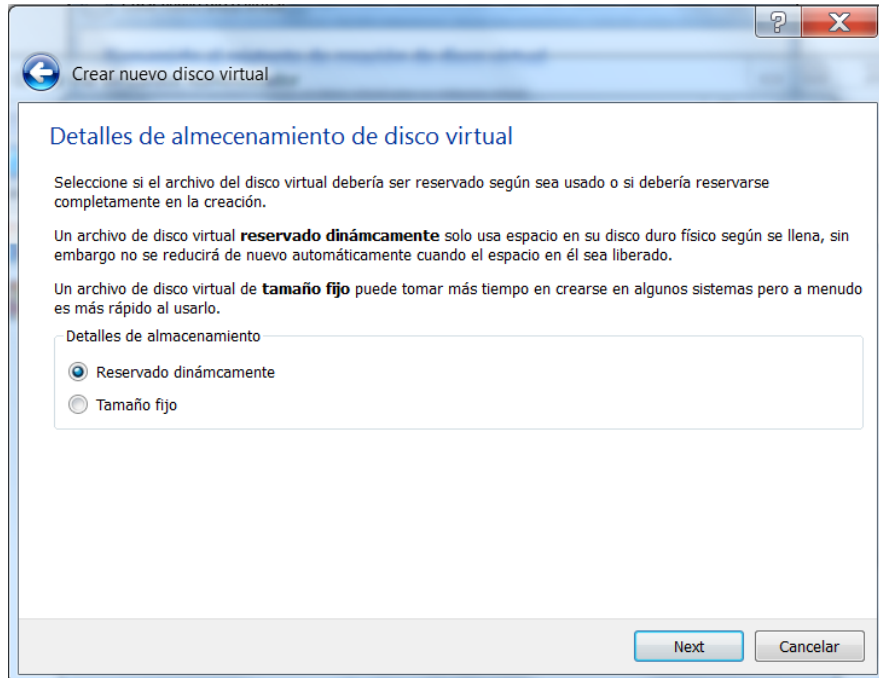 Crear nuevo disco virtual
Detalles de almecenamiento de disco virtual
Seleccione si el archivo del disco virtual debería ser reservado según sea usado o si debería reservarse
completamente en la creación.
Un archivo de disco virtual reservado dinámcamente solo usa espacio en su disco duro físico según se llena, sin
embargo no se reducirá de nuevo automáticamente cuando el espacio en él sea liberado.
Un archivo de disco virtual de tamaño fijo puede tomar más tiempo en crearse en algunos sistemas pero a menudo
es más rápido al usarlo.
Detalles de almacenamiento
Reservado dinámcamente
Tamaño fijo
Next
Cancelar